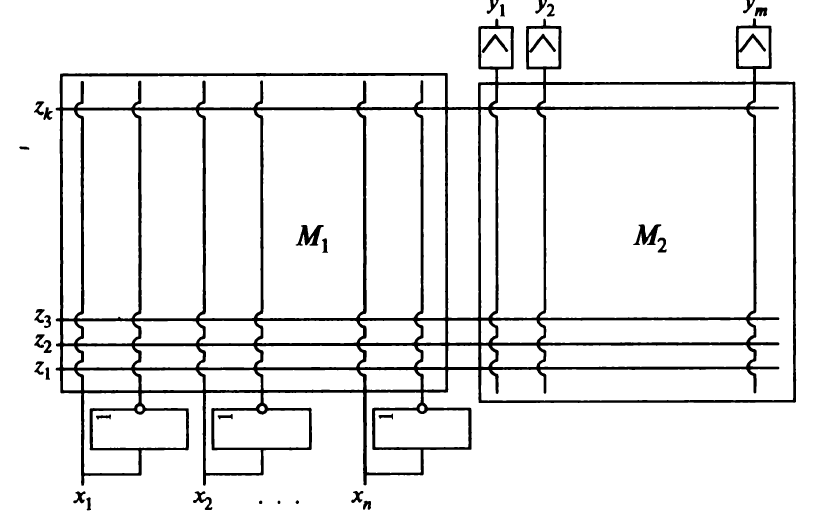 y₁ y₂ yₘ
zₖ
M₁ M₂
z₃
z₂
z₁
1 1 1
x₁ x₂ . . . xₙ